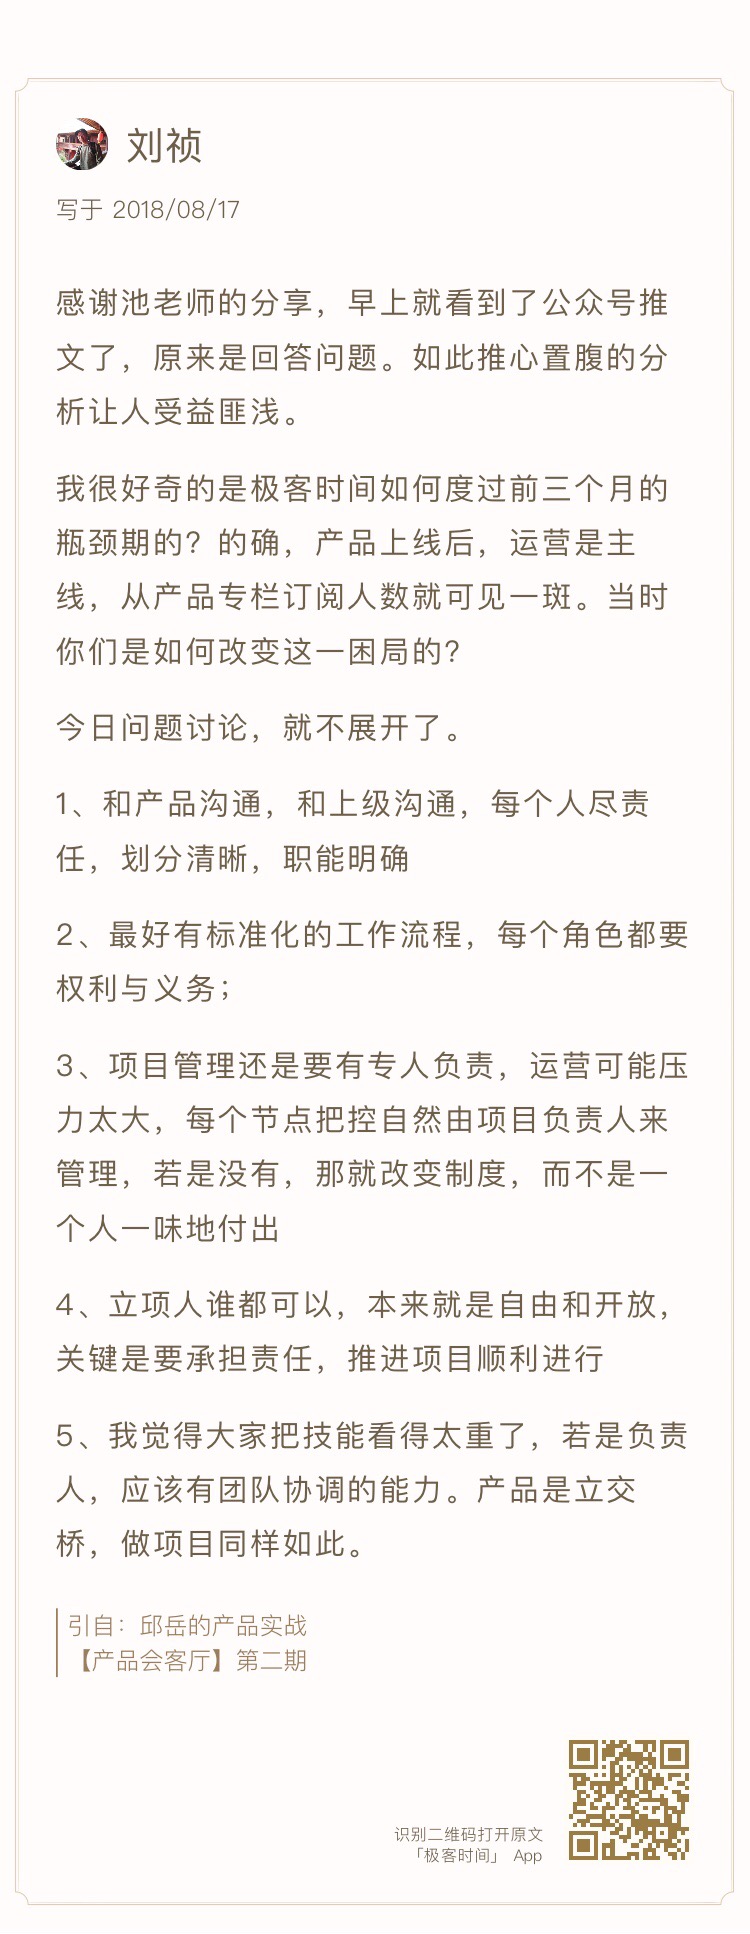 刘祯
写于 2018/08/17
感谢池老师的分享，早上就看到了公众号推
文了，原来是回答问题。如此推心置腹的分
析让人受益匪浅。
我很好奇的是极客时间如何度过前三个月的
瓶颈期的？的确，产品上线后，运营是主
线，从产品专栏订阅人数就可见一斑。当时
你们是如何改变这一困局的？
今日问题讨论，就不展开了。
1、和产品沟通，和上级沟通，每个人尽责
任，划分清晰，职能明确
2、最好有标准化的工作流程，每个角色都要
权利与义务；
3、项目管理还是要有专人负责，运营可能压
力太大，每个节点把控自然由项目负责人来
管理，若是没有，那就改变制度，而不是一
个人一味地付出
4、立项人谁都可以，本来就是自由和开放，
关键是要承担责任，推进项目顺利进行
5、我觉得大家把技能看得太重了，若是负责
人，应该有团队协调的能力。产品是立交
桥，做项目同样如此。
引自：邱岳的产品实战
【产品会客厅】第二期
识别二维码打开原文
「极客时间」 App